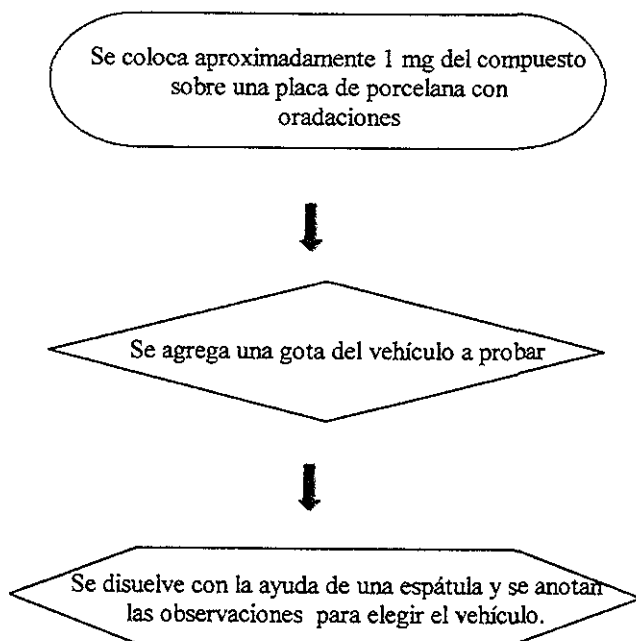 Se coloca aproximadamente 1 mg del compuesto
sobre una placa de porcelana con
oradaciones
Se agrega una gota del vehículo a probar
Se disuelve con la ayuda de una espátula y se anotan
las observaciones para elegir el vehículo.